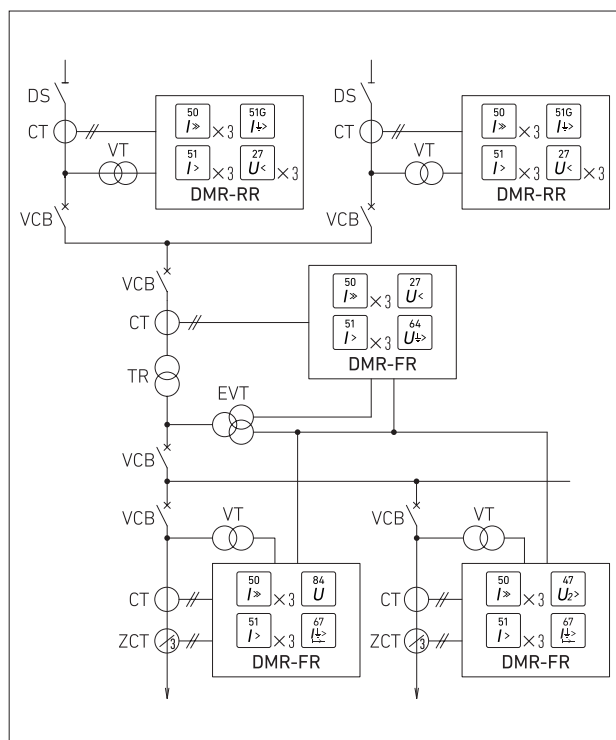 DS
CT
VT
VCB
50
I≫
×3
51G
I⏚>
51
I>
×3
27
U<
×3
DMR-RR
DS
CT
VT
VCB
50
I≫
×3
51G
I⏚>
51
I>
×3
27
U<
×3
DMR-RR
VCB
CT
TR
EVT
VCB
50
I≫
×3
27
U<
51
I>
×3
64
U⏚>
DMR-FR
VCB
VT
CT
ZCT
3
50
I≫
×3
84
U
51
I>
×3
67
I⏚>
DMR-FR
VCB
VT
CT
ZCT
3
50
I≫
×3
47
U2>
51
I>
×3
67
I⏚>
DMR-FR